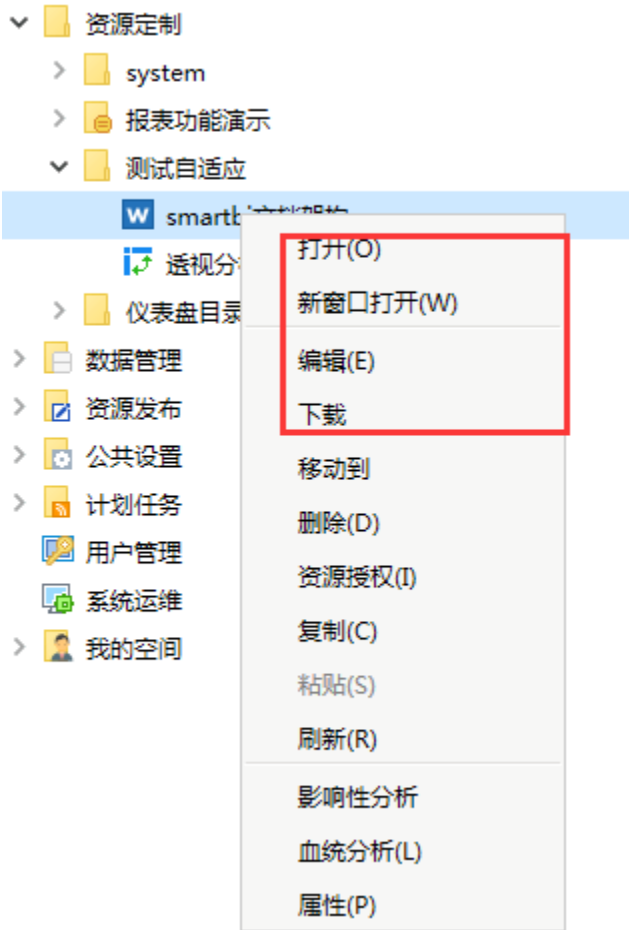 资源定制
system
报表功能演示
测试自适应
smartb
透视分
仪表盘目录
数据管理
资源发布
公共设置
计划任务
用户管理
系统运维
我的空间
打开(O)
新窗口打开(W)
编辑(E)
下载
移动到
删除(D)
资源授权(I)
复制(C)
粘贴(S)
刷新(R)
影响性分析
血统分析(L)
属性(P)